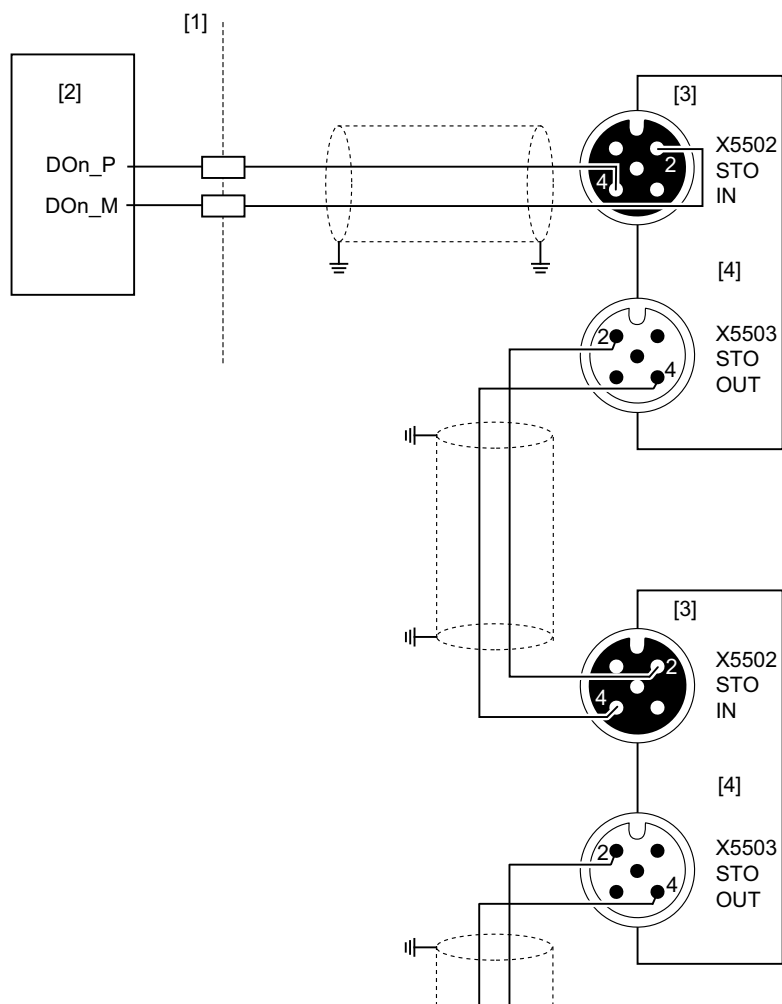 [1]
[2]
DOn_P
DOn_M
[3]
X5502
STO
IN
2
4
[4]
X5503
STO
OUT
2
4
[3]
X5502
STO
IN
2
4
[4]
X5503
STO
OUT
2
4